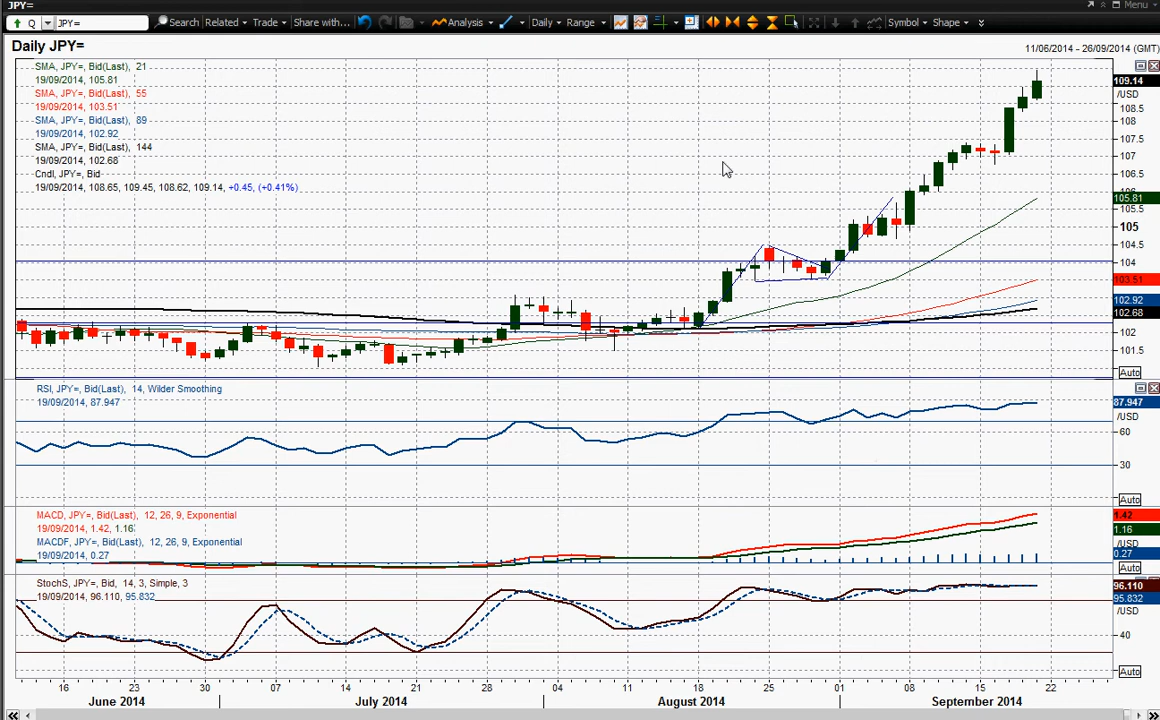 JPY=
Menu
Q JPY= Search Related Trade Share with... Analysis Daily Range Symbol Shape
Daily JPY=
11/06/2014 - 26/09/2014 (GMT)
SMA, JPY=, Bid(Last), 21
19/09/2014, 105.81
SMA, JPY=, Bid(Last), 55
19/09/2014, 103.51
SMA, JPY=, Bid(Last), 89
19/09/2014, 102.92
SMA, JPY=, Bid(Last), 144
19/09/2014, 102.68
Cndl, JPY=, Bid
19/09/2014, 108.65, 109.45, 108.62, 109.14, +0.45, (+0.41%)
109.14
/USD
108.5
108
107.5
107
106.5
105.81
105.5
105
104.5
104
103.51
102.92
102.68
102
101.5
Auto
RSI, JPY=, Bid(Last), 14, Wilder Smoothing
19/09/2014, 87.947
87.947
/USD
60
30
Auto
MACD, JPY=, Bid(Last), 12, 26, 9, Exponential
19/09/2014, 1.42, 1.16
MACDF, JPY=, Bid(Last), 12, 26, 9, Exponential
19/09/2014, 0.27
1.42
1.16
/USD
0.27
Auto
StochS, JPY=, Bid, 14, 3, Simple, 3
19/09/2014, 96.110, 95.832
96.110
95.832
/USD
40
Auto
16 23 30 07 14 21 28 04 11 18 25 01 08 15 22
June 2014 July 2014 August 2014 September 2014